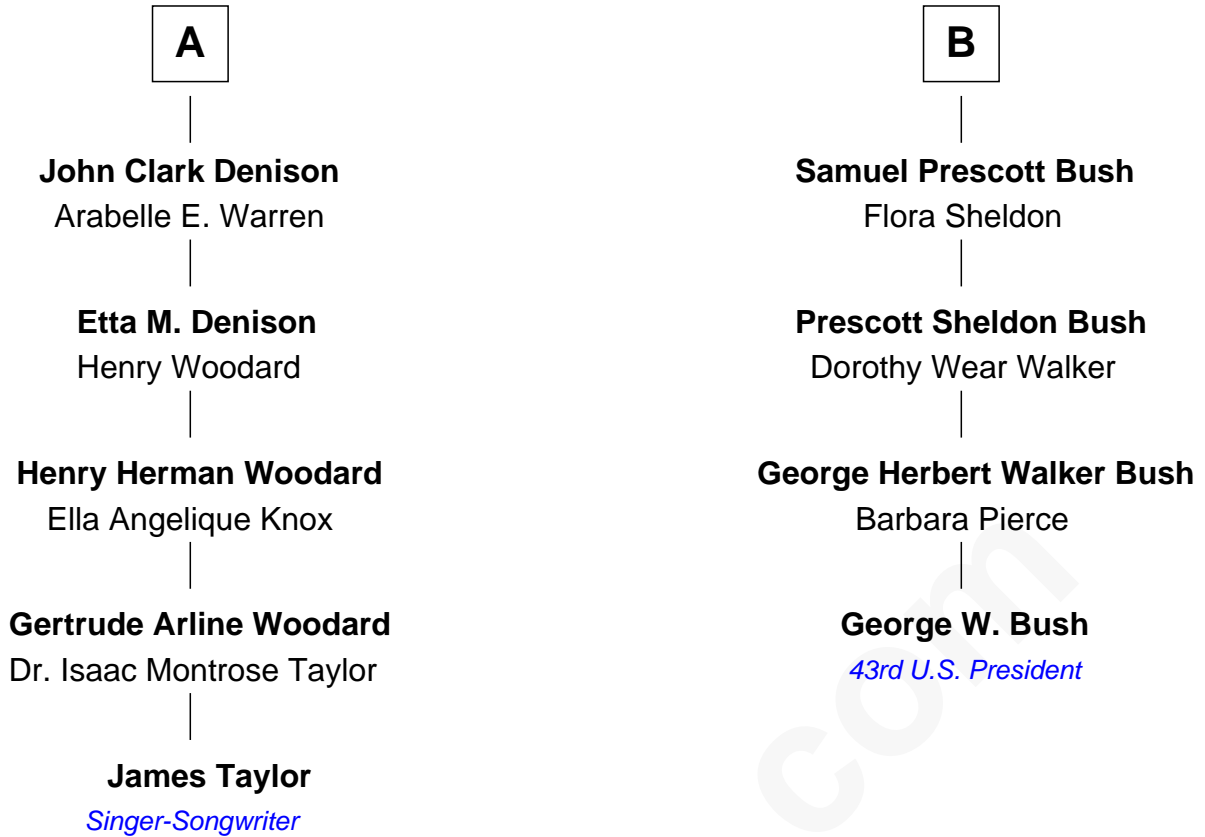 A
John Clark Denison
Arabelle E. Warren
Etta M. Denison
Henry Woodard
Henry Herman Woodard
Ella Angelique Knox
Gertrude Arline Woodard
Dr. Isaac Montrose Taylor
James Taylor
Singer-Songwriter
B
Samuel Prescott Bush
Flora Sheldon
Prescott Sheldon Bush
Dorothy Wear Walker
George Herbert Walker Bush
Barbara Pierce
George W. Bush
43rd U.S. President
com